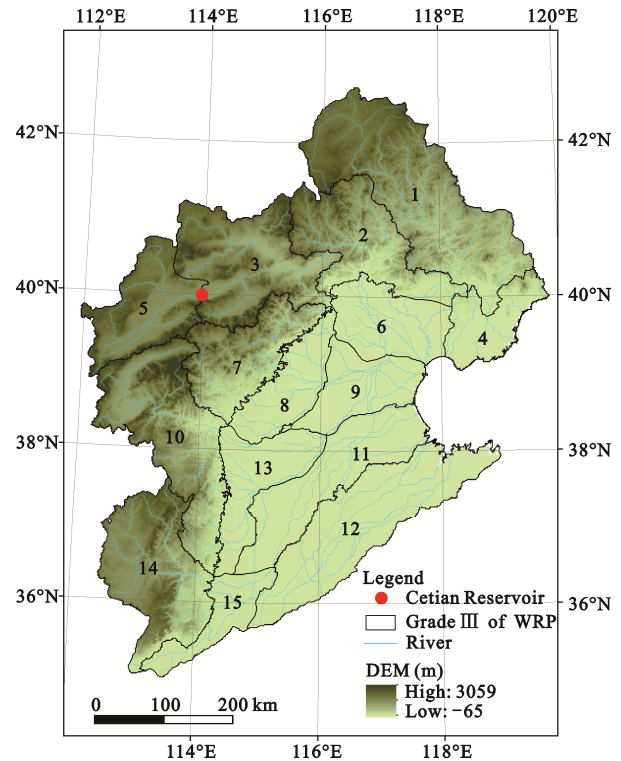 112°E 114°E 116°E 118°E 120°E
42°N 42°N
1
2
3
40°N 40°N
5
6
4
7
9
8
10
38°N 38°N
11
13
12
14
Legend
Cetian Reservoir
15
36°N 36°N
Grade Ⅲ of WRP
River
DEM (m)
High: 3059
Low: −65
0 100 200 km
114°E 116°E 118°E